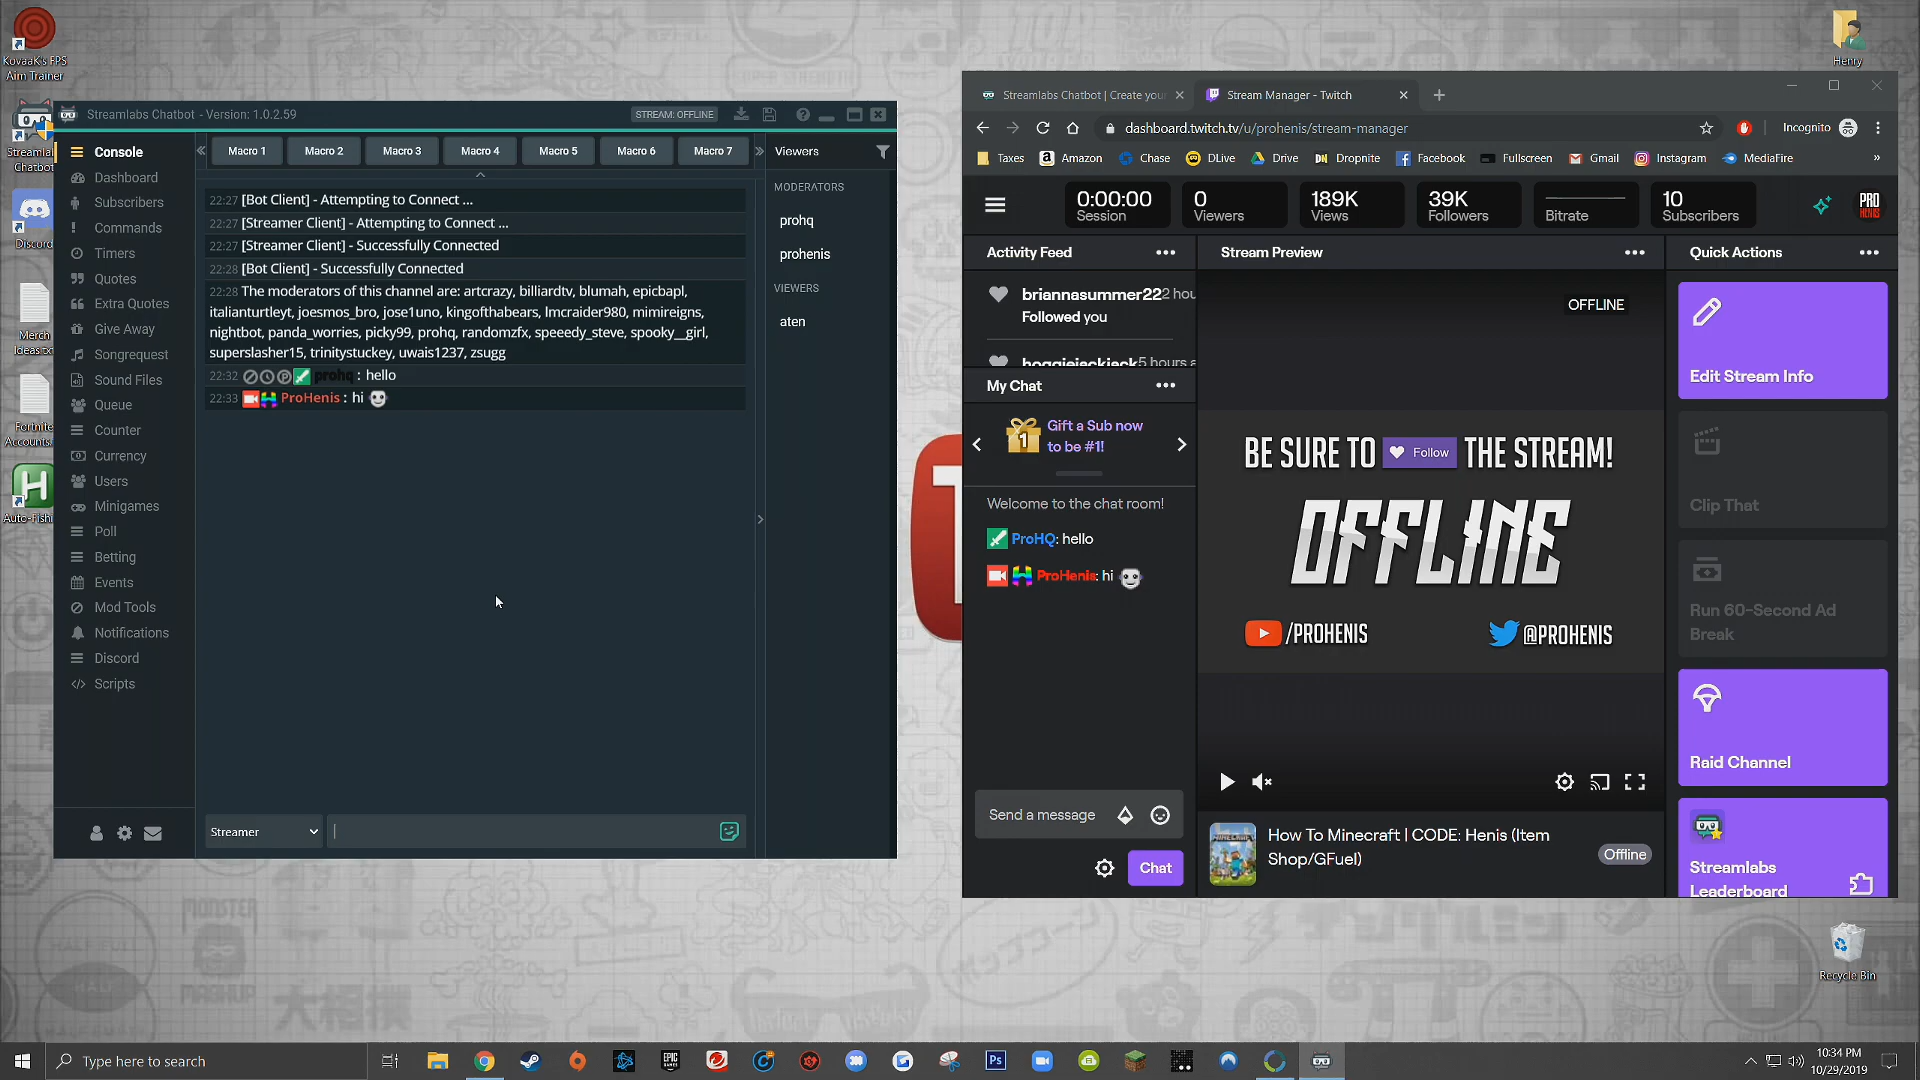 KovaaK's FPS
Aim Trainer
Henry
Streamlabs Chatbot - Version: 1.0.2.59
STREAM: OFFLINE
Console
Dashboard
Subscribers
Commands
Timers
Quotes
Extra Quotes
Give Away
Songrequest
Sound Files
Queue
Counter
Currency
Users
Minigames
Poll
Betting
Events
Mod Tools
Notifications
Discord
Scripts
Macro 1
Macro 2
Macro 3
Macro 4
Macro 5
Macro 6
Macro 7
22:27 [Bot Client] - Attempting to Connect ...
22:27 [Streamer Client] - Attempting to Connect ...
22:27 [Streamer Client] - Successfully Connected
22:28 [Bot Client] - Successfully Connected
22:28 The moderators of this channel are: artcrazy, billiardtv, blumah, epicbapl,
italianturtleyt, joesmos_bro, jose1uno, kingofthabears, lmcraider980, mimireigns,
nightbot, panda_worries, picky99, prohq, randomzfx, speeedy_steve, spooky__girl,
superslasher15, trinitystuckey, uwais1237, zsugg
22:32 prohq : hello
22:33 ProHenis : hi
Viewers
MODERATORS
prohq
prohenis
VIEWERS
aten
Streamer
Streamlabs Chatbot | Create your
Stream Manager - Twitch
dashboard.twitch.tv/u/prohenis/stream-manager
Incognito
Taxes
Amazon
Chase
DLive
Drive
Dropnite
Facebook
Fullscreen
Gmail
Instagram
MediaFire
0:00:00
Session
0
Viewers
189K
Views
39K
Followers
Bitrate
10
Subscribers
PRO
HENIS
Activity Feed
briannasummer22 2 hou
Followed you
hoggiejackjack 5 hours a
My Chat
Gift a Sub now
to be #1!
Welcome to the chat room!
ProHQ: hello
ProHenis: hi
Send a message
Chat
Stream Preview
OFFLINE
BE SURE TO Follow THE STREAM!
OFFLINE
/PROHENIS
@PROHENIS
How To Minecraft | CODE: Henis (Item
Shop/GFuel)
Offline
Quick Actions
Edit Stream Info
Clip That
Run 60-Second Ad
Break
Raid Channel
Streamlabs
Leaderboard
Streamlabs
Chatbot
Discord
Merch
Ideas.txt
Fortnite
Accounts
Auto-Fish
Recycle Bin
Type here to search
10:34 PM
10/29/2019